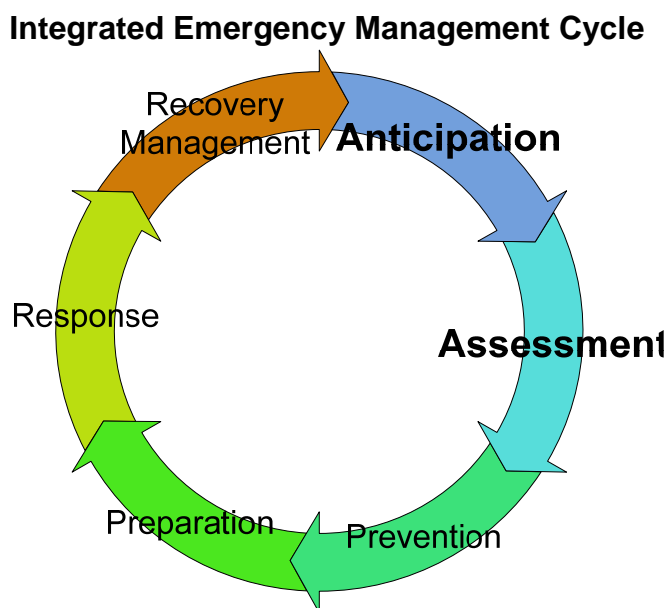 Integrated Emergency Management Cycle
Recovery
Management
Anticipation
Assessment
Prevention
Preparation
Response